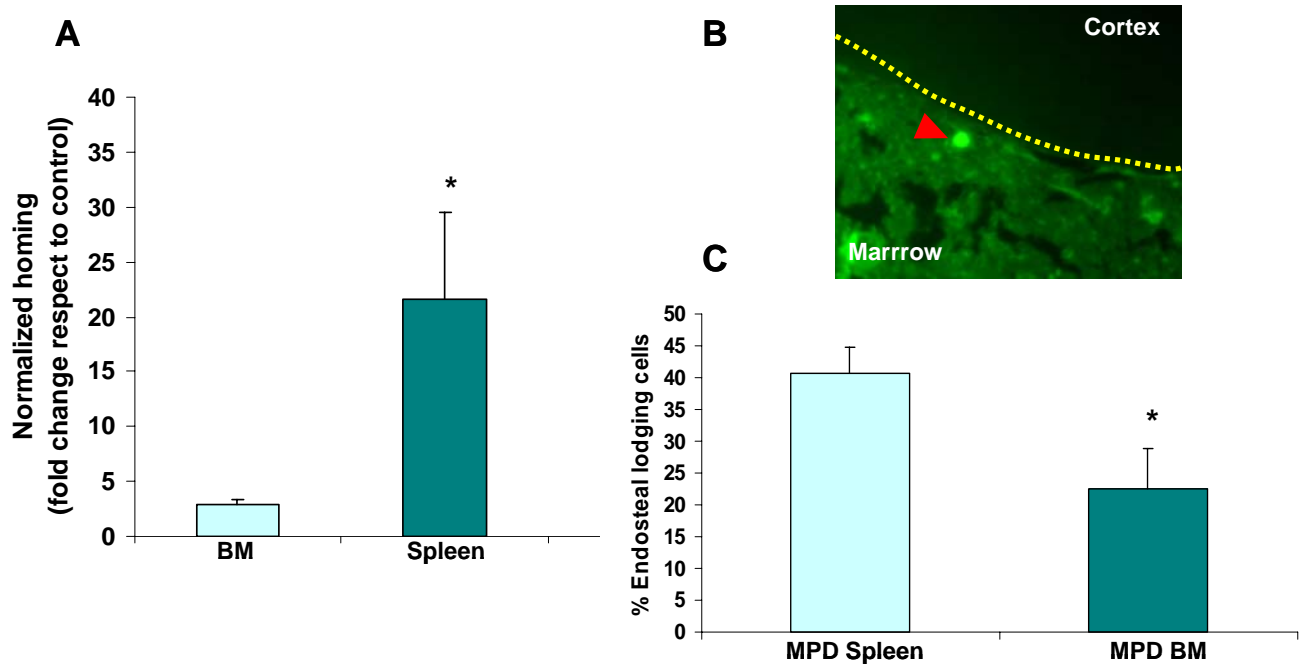 A
Normalized homing
(fold change respect to control)
40
35
30
25
20
15
10
5
0
*
BM
Spleen
B
Cortex
Marrrow
C
% Endosteal lodging cells
50
45
40
35
30
25
20
15
10
5
0
*
MPD Spleen
MPD BM